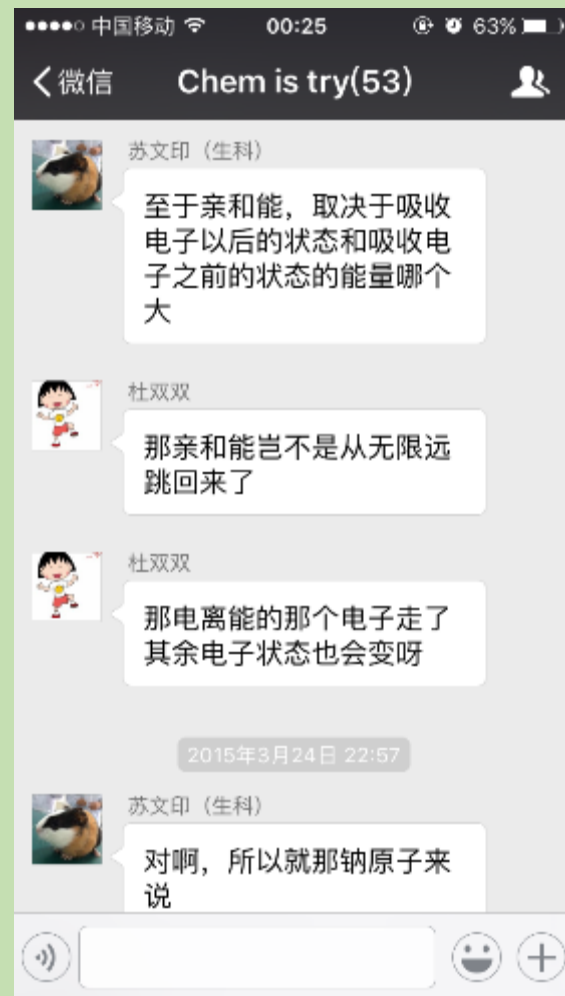 中国移动 00:25 63%
微信 Chem is try(53)
苏文印（生科）
至于亲和能，取决于吸收
电子以后的状态和吸收电
子之前的状态的能量哪个
大
杜双双
那亲和能岂不是从无限远
跳回来了
杜双双
那电离能的那个电子走了
其余电子状态也会变呀
2015年3月24日 22:57
苏文印（生科）
对啊，所以就那钠原子来
说